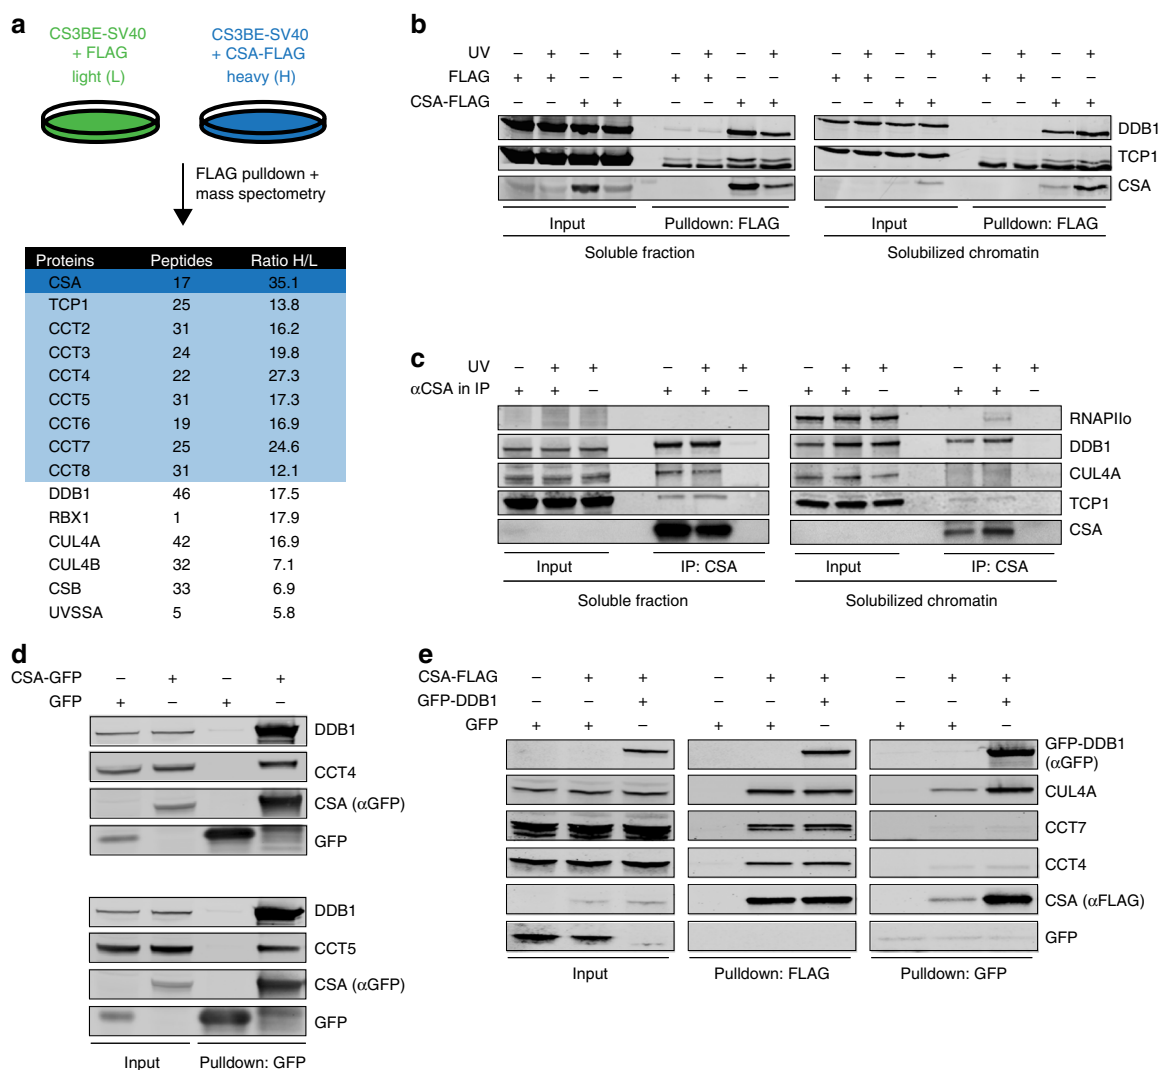 a
CS3BE-SV40
+ FLAG
light (L)
CS3BE-SV40
+ CSA-FLAG
heavy (H)
FLAG pulldown +
mass spectometry
Proteins Peptides Ratio H/L
CSA 17 35.1
TCP1 25 13.8
CCT2 31 16.2
CCT3 24 19.8
CCT4 22 27.3
CCT5 31 17.3
CCT6 19 16.9
CCT7 25 24.6
CCT8 31 12.1
DDB1 46 17.5
RBX1 1 17.9
CUL4A 42 16.9
CUL4B 32 7.1
CSB 33 6.9
UVSSA 5 5.8
b
UV – + – + – + – + – + – + – + – +
FLAG + + – – + + – – + + – – + + – –
CSA-FLAG – – + + – – + + – – + + – – + +
DDB1
TCP1
CSA
Input Pulldown: FLAG Input Pulldown: FLAG
Soluble fraction Solubilized chromatin
c
UV – + + – + + – + + – + +
αCSA in IP + + – + + – + + – + + –
RNAPIIo
DDB1
CUL4A
TCP1
CSA
Input IP: CSA Input IP: CSA
Soluble fraction Solubilized chromatin
d
CSA-GFP – + – +
GFP + – + –
DDB1
CCT4
CSA (αGFP)
GFP
DDB1
CCT5
CSA (αGFP)
GFP
Input Pulldown: GFP
e
CSA-FLAG – + + – + + – + +
GFP-DDB1 – – + – – + – – +
GFP + + – + + – + + –
GFP-DDB1
(αGFP)
CUL4A
CCT7
CCT4
CSA (αFLAG)
GFP
Input Pulldown: FLAG Pulldown: GFP